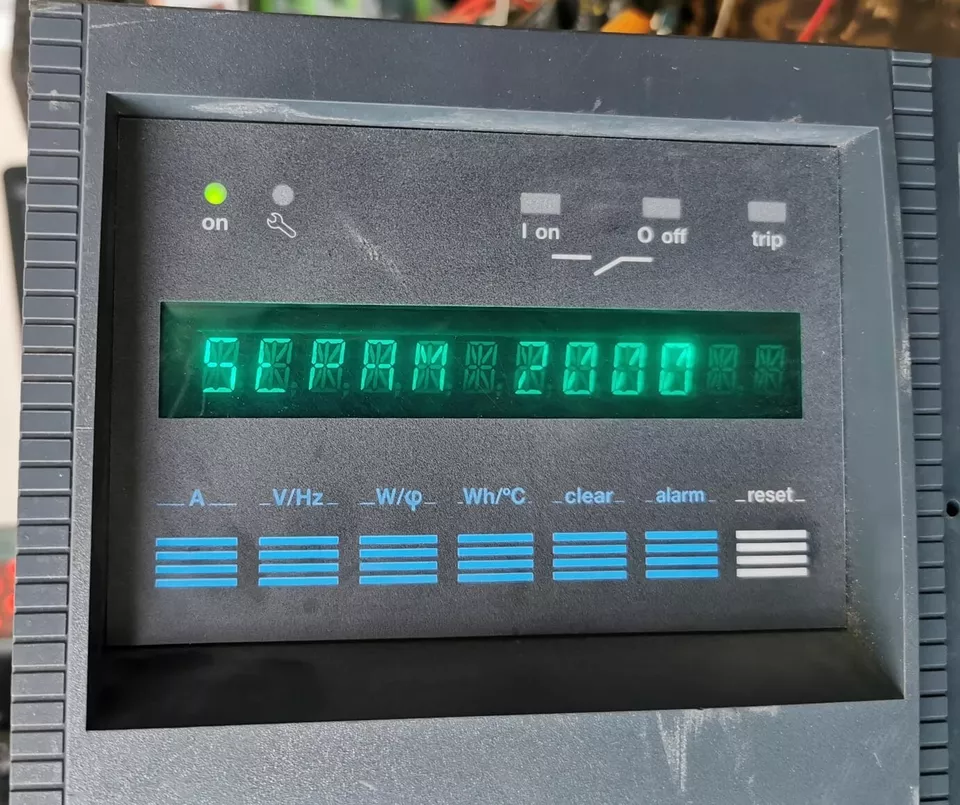 on I on O off trip
SEPAM 2000
A V/Hz W/φ Wh/°C clear alarm reset